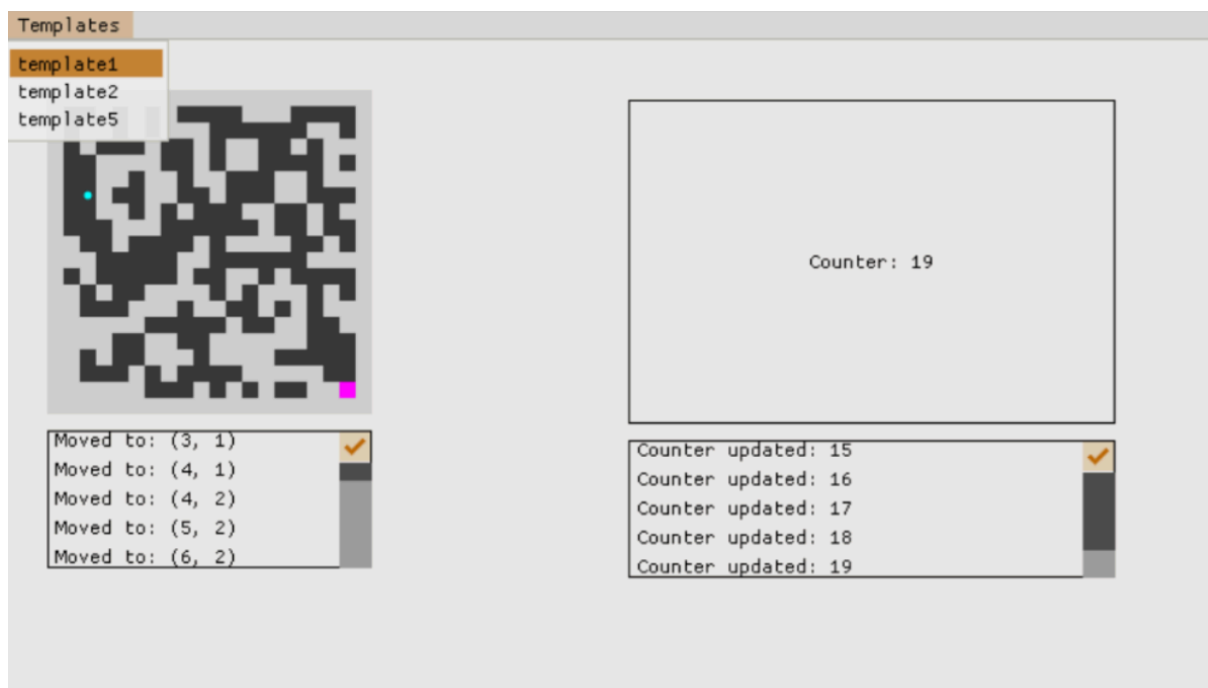 Templates
template1
template2
template5
Counter: 19
Moved to: (3, 1)
Moved to: (4, 1)
Moved to: (4, 2)
Moved to: (5, 2)
Moved to: (6, 2)
Counter updated: 15
Counter updated: 16
Counter updated: 17
Counter updated: 18
Counter updated: 19